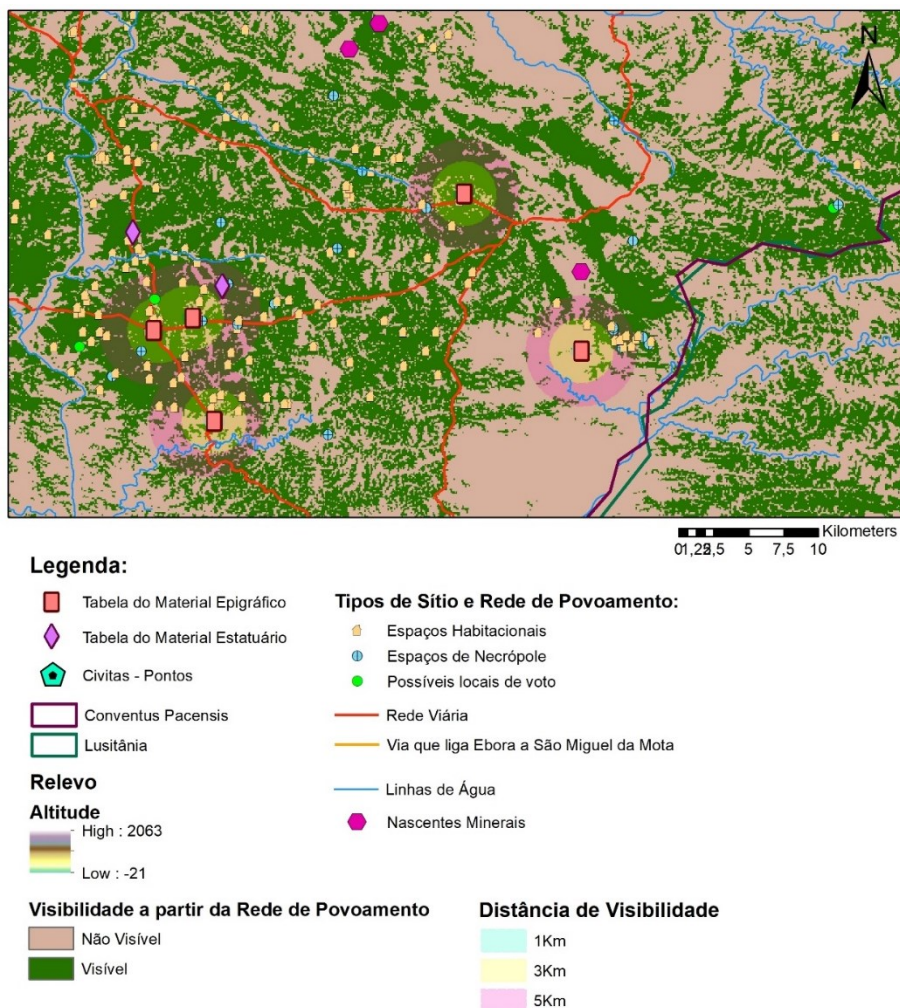 N
Kilometers
0 1,25 2,5 5 7,5 10
Legenda:
Tabela do Material Epigráfico
Tabela do Material Estatuário
Civitas - Pontos
Conventus Pacensis
Lusitânia
Relevo
Altitude
High : 2063
Low : -21
Tipos de Sítio e Rede de Povoamento:
Espaços Habitacionais
Espaços de Necrópole
Possíveis locais de voto
Rede Viária
Via que liga Ebora a São Miguel da Mota
Linhas de Água
Nascentes Minerais
Visibilidade a partir da Rede de Povoamento
Não Visível
Visível
Distância de Visibilidade
1Km
3Km
5Km